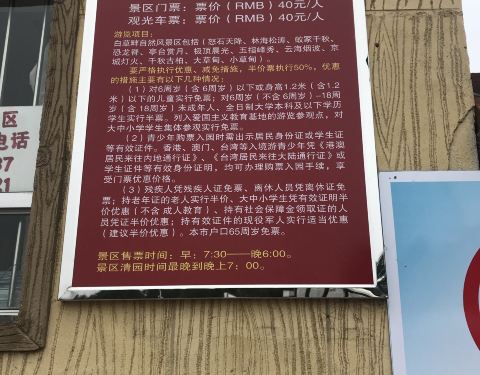 景区门票：票价（RMB）40元/人
观光车票：票价（RMB）40元/人
游览项目：
白草畔自然风景区包括（怒石天降、林海松涛、皎冢千秋、
恐龙脊、亭台赏月、极顶晨光、五指峰秀、云海烟波、京
城灯火、千秋古柏、大草甸、小草甸）。
要严格执行优惠、减免措施，半价票执行50%，优惠
的措施主要有以下几种情况：
（1）对6周岁（含6周岁）以下或身高1.2米（含1.2
米）以下的儿童实行免票；对6周岁（不含6周岁）-18周
岁（含18周岁）未成年人、全日制大学本科及以下学历
学生实行半票。列入爱国主义教育基地的游览参观点，对
大中小学学生集体参观实行免票。
（2）青少年购票入园时需出示居民身份证或学生证
等有效证件。香港、澳门、台湾等入境游青少年凭《港澳
居民来往内地通行证》、《台湾居民来往大陆通行证》或
学生证件等有效身份证明，均可办理购票入园手续，享
受门票优惠价格。
（3）残疾人凭残疾人证免票、离休人员凭离休证免
票；持老年证的老人实行半价、大中小学生凭有效证明半
价优惠（不含成人教育）、持有社会保障金领取证的人
员凭证半价优惠；持有效证件的现役军人实行适当优惠
（建议半价优惠）。本市户口65周岁免票。
景区售票时间：早：7:30——晚6:00。
景区清园时间最晚到晚上7：00。
区
电话
37
31